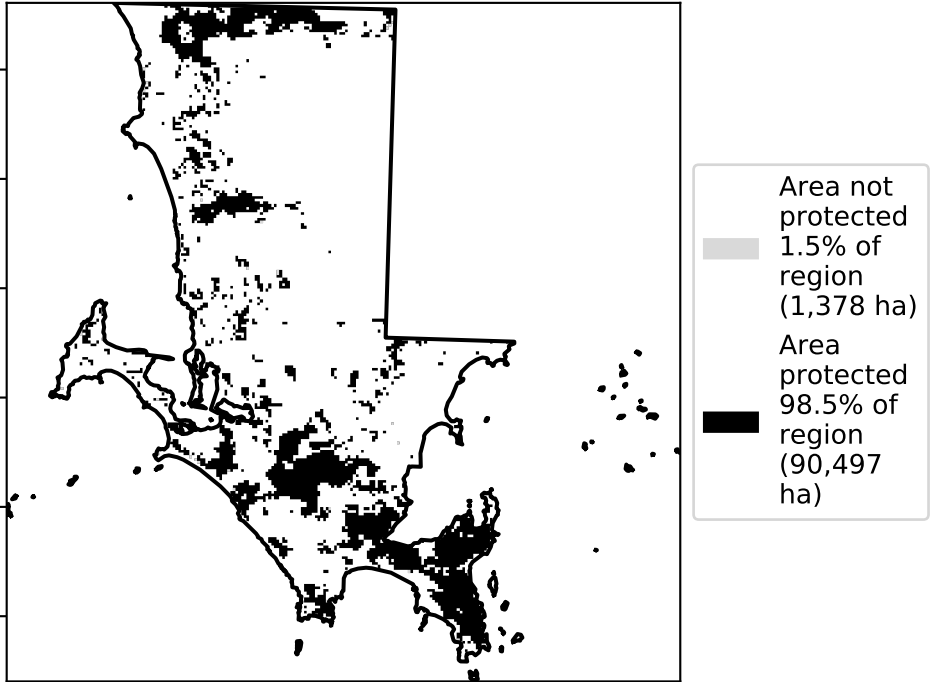 Area not
protected
1.5% of
region
(1,378 ha)
Area
protected
98.5% of
region
(90,497
ha)